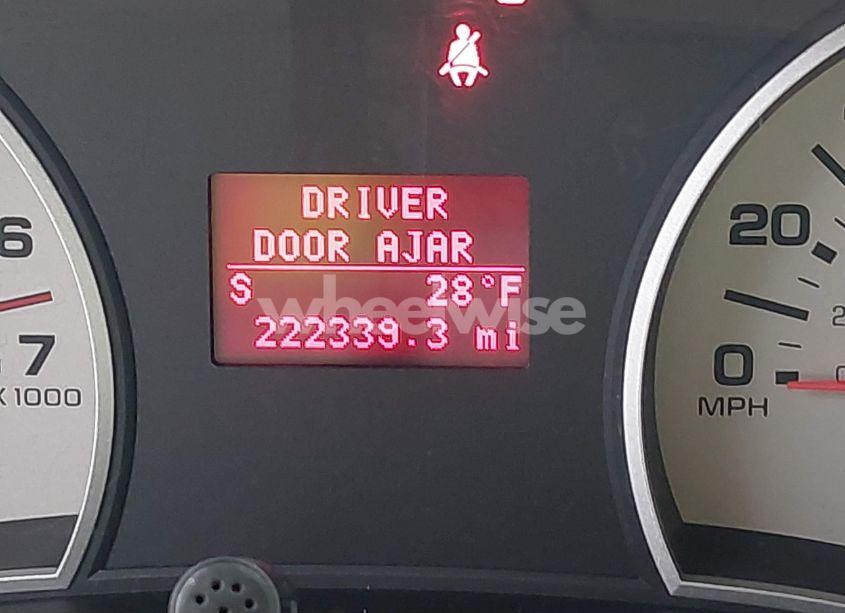 DRIVER
DOOR AJAR
S 28°F
222339.3 mi
wheelwise
6
7
X 1000
20
0
MPH